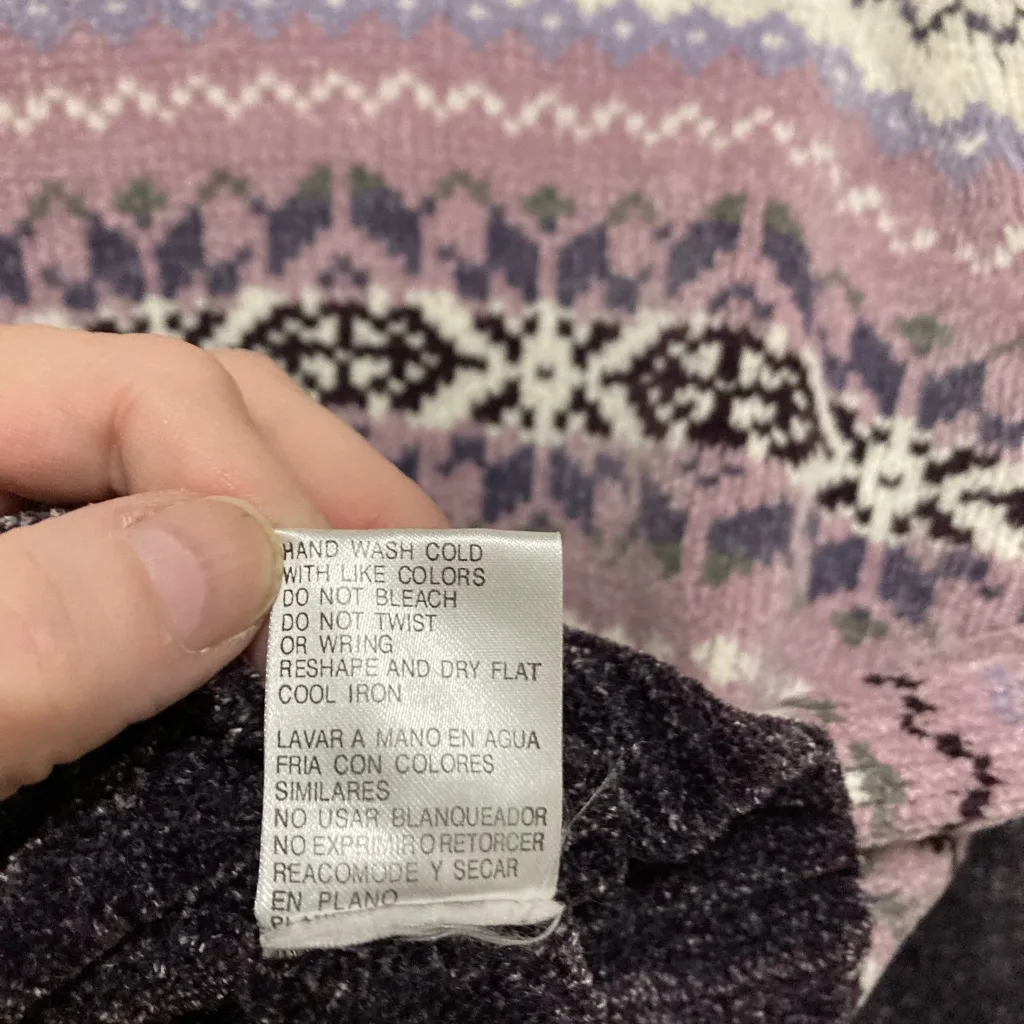 HAND WASH COLD
WITH LIKE COLORS
DO NOT BLEACH
DO NOT TWIST
OR WRING
RESHAPE AND DRY FLAT
COOL IRON
LAVAR A MANO EN AGUA
FRIA CON COLORES
SIMILARES
NO USAR BLANQUEADOR
NO EXPRIMIR O RETORCER
REACOMODE Y SECAR
EN PLANO